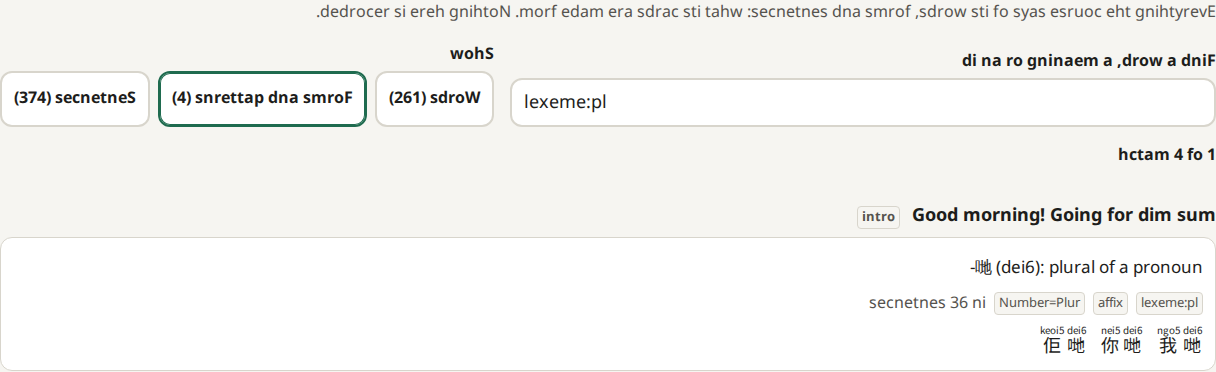 .dedrocer si ereh gnihtoN .morf edam era sdrac sti tahw :secnetnes dna smrof ,sdrow sti fo syas ecruos eht gnihtyrevE
di na ro gninaem a ,drow a dniF
lexeme:pl
wohS
(261) sdroW
(4) snrettap dna smroF
(374) secnetneS
hctam 4 fo 1
Good morning! Going for dim sum
intro
-哋 (dei6): plural of a pronoun
secnetnes 36 ni Number=Plur affix lexeme:pl
keoi5 dei6 nei5 dei6 ngo5 dei6
佢 哋 你 哋 我 哋